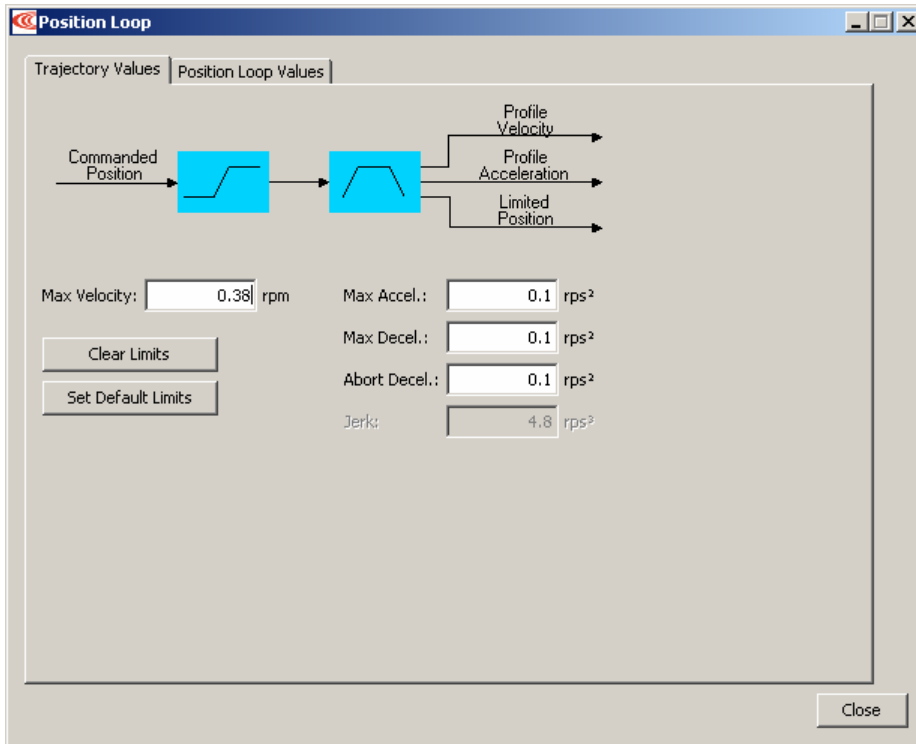 Position Loop
Trajectory Values
Position Loop Values
Commanded
Position
Profile
Velocity
Profile
Acceleration
Limited
Position
Max Velocity: 0.38 rpm
Max Accel.: 0.1 rps²
Max Decel.: 0.1 rps²
Clear Limits
Abort Decel.: 0.1 rps²
Set Default Limits
Jerk: 4.8 rps³
Close